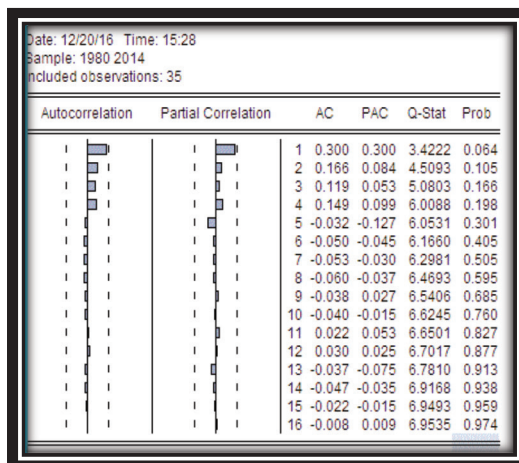 Date: 12/20/16 Time: 15:28
Sample: 1980 2014
Included observations: 35
Autocorrelation Partial Correlation AC PAC Q-Stat Prob
1 0.300 0.300 3.4222 0.064
2 0.166 0.084 4.5093 0.105
3 0.119 0.053 5.0803 0.166
4 0.149 0.099 6.0088 0.198
5 -0.032 -0.127 6.0531 0.301
6 -0.050 -0.045 6.1660 0.405
7 -0.053 -0.030 6.2981 0.505
8 -0.060 -0.037 6.4693 0.595
9 -0.038 0.027 6.5406 0.685
10 -0.040 -0.015 6.6245 0.760
11 0.022 0.053 6.6501 0.827
12 0.030 0.025 6.7017 0.877
13 -0.037 -0.075 6.7810 0.913
14 -0.047 -0.035 6.9168 0.938
15 -0.022 -0.015 6.9493 0.959
16 -0.008 0.009 6.9535 0.974